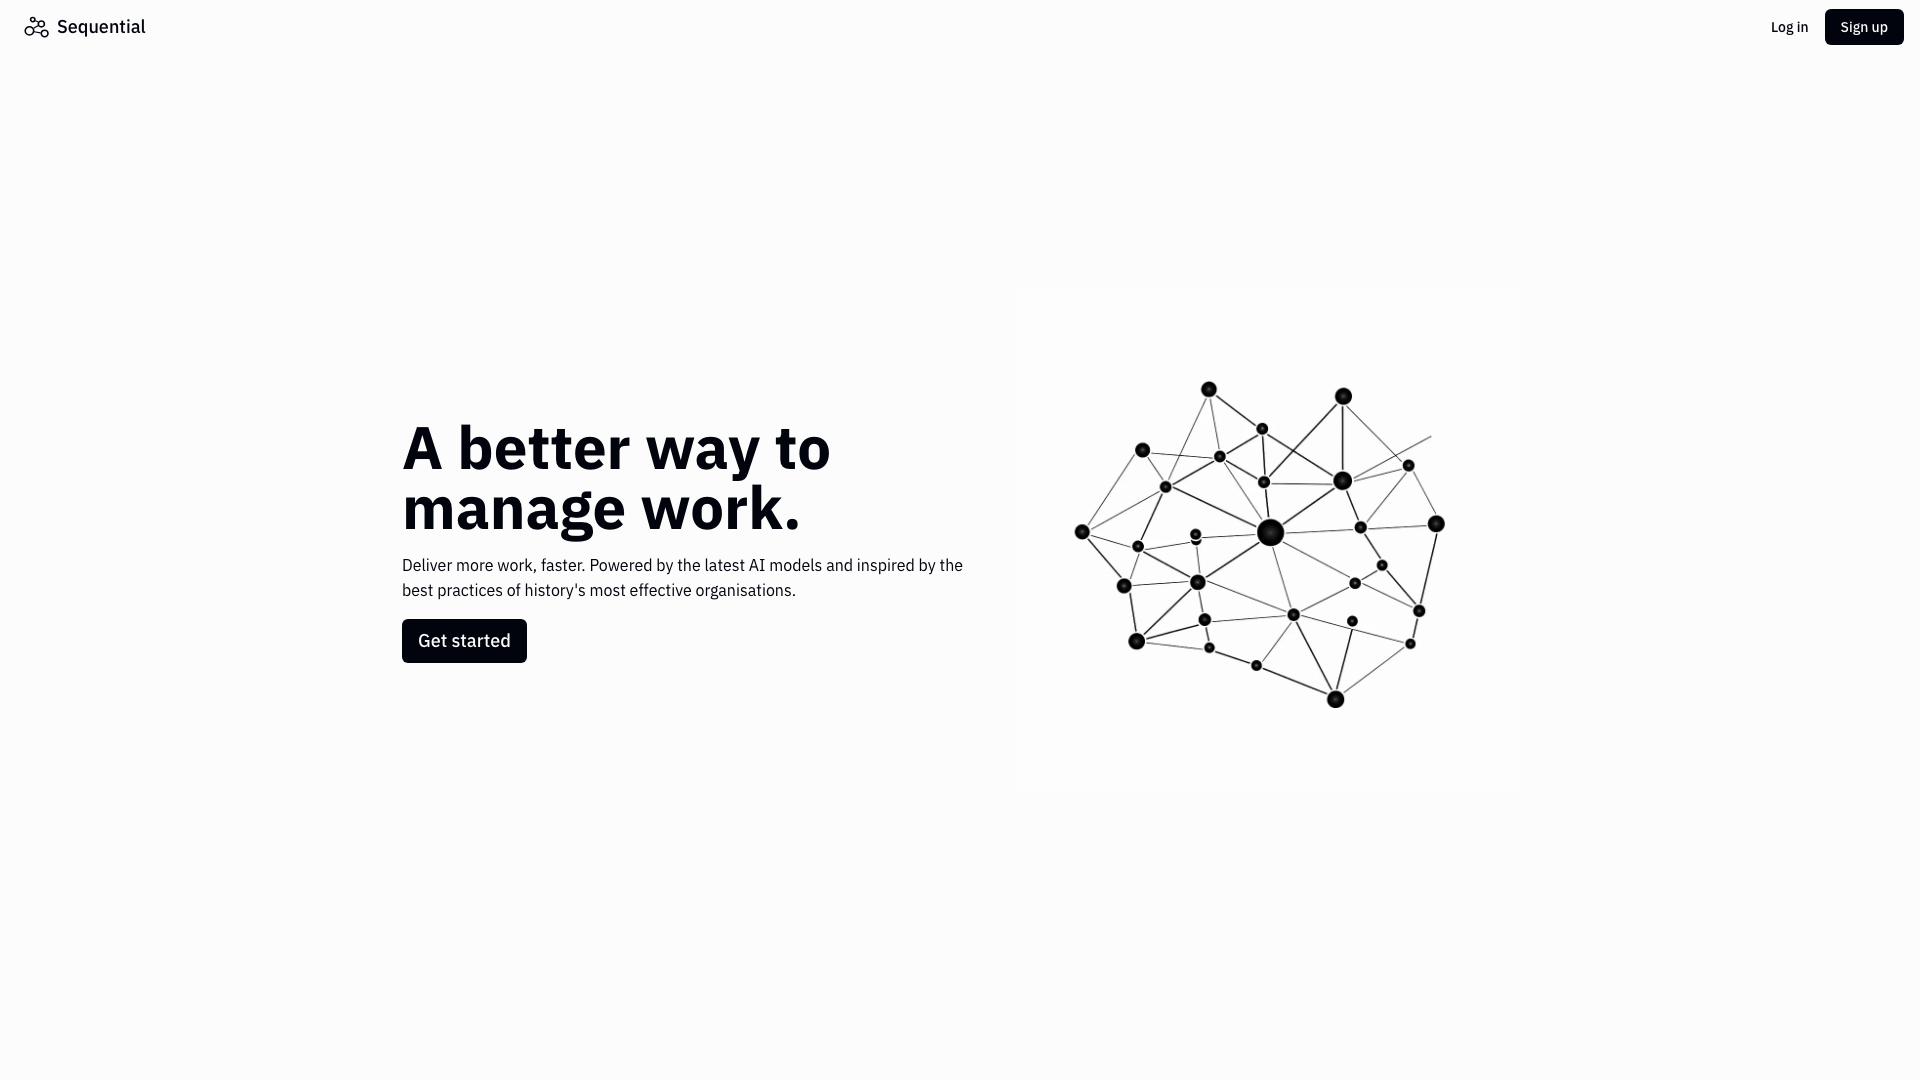 Sequential
Log in
Sign up
A better way to
manage work.
Deliver more work, faster. Powered by the latest AI models and inspired by the
best practices of history's most effective organisations.
Get started